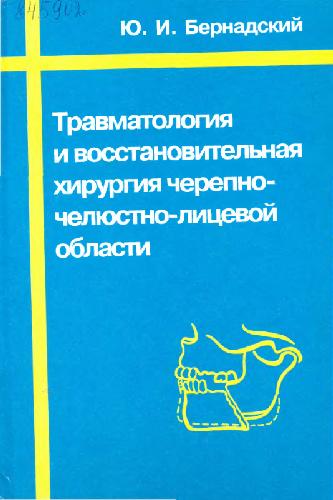 Ю. И. Бернадский
Травматология
и восстановительная
хирургия черепно-
челюстно-лицевой
области